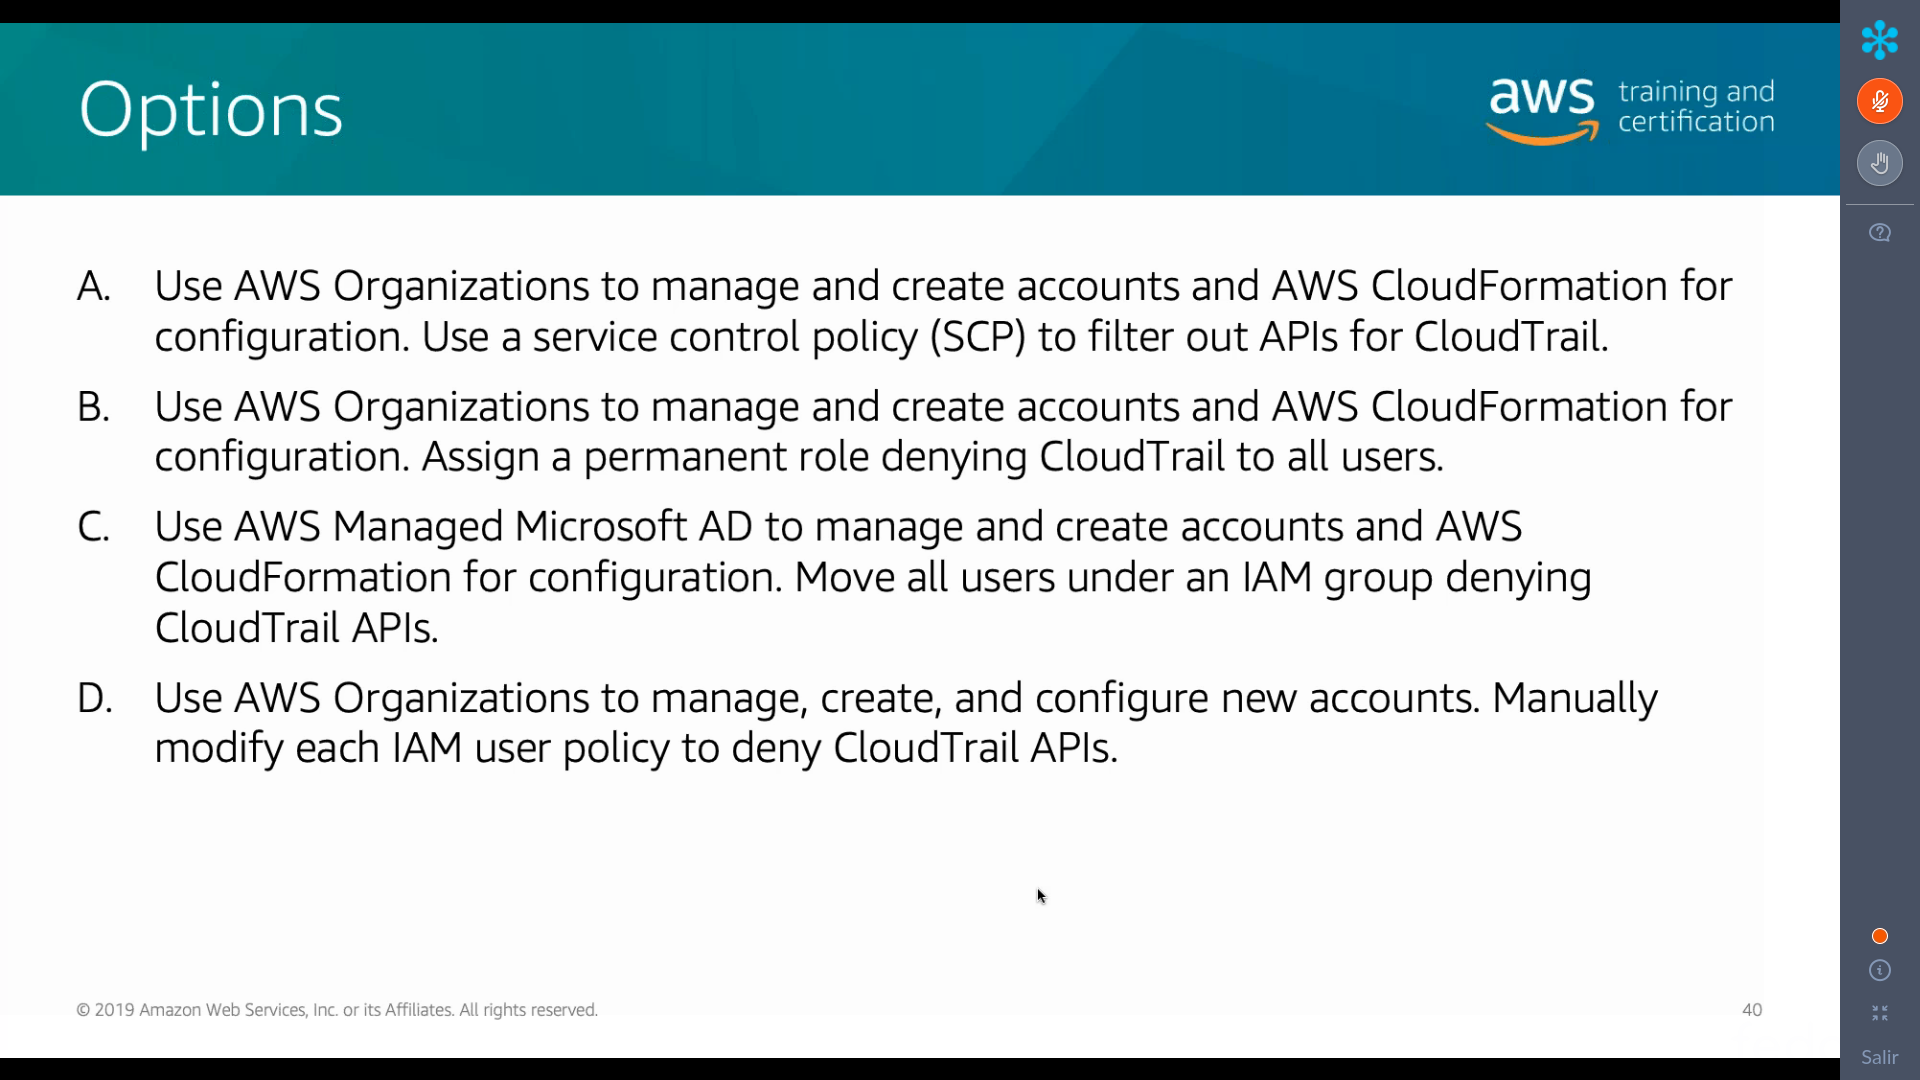 Options
aws training and
certification
A. Use AWS Organizations to manage and create accounts and AWS CloudFormation for
configuration. Use a service control policy (SCP) to filter out APIs for CloudTrail.
B. Use AWS Organizations to manage and create accounts and AWS CloudFormation for
configuration. Assign a permanent role denying CloudTrail to all users.
C. Use AWS Managed Microsoft AD to manage and create accounts and AWS
CloudFormation for configuration. Move all users under an IAM group denying
CloudTrail APIs.
D. Use AWS Organizations to manage, create, and configure new accounts. Manually
modify each IAM user policy to deny CloudTrail APIs.
© 2019 Amazon Web Services, Inc. or its Affiliates. All rights reserved.
40
Salir